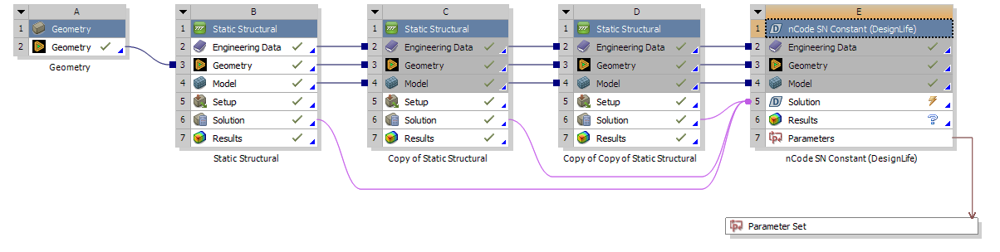 A
1 Geometry
2 Geometry
Geometry
B
1 Static Structural
2 Engineering Data
3 Geometry
4 Model
5 Setup
6 Solution
7 Results
Static Structural
C
1 Static Structural
2 Engineering Data
3 Geometry
4 Model
5 Setup
6 Solution
7 Results
Copy of Static Structural
D
1 Static Structural
2 Engineering Data
3 Geometry
4 Model
5 Setup
6 Solution
7 Results
Copy of Copy of Static Structural
E
1 nCode SN Constant (DesignLife)
2 Engineering Data
3 Geometry
4 Model
5 Solution
6 Results
7 Parameters
nCode SN Constant (DesignLife)
Parameter Set